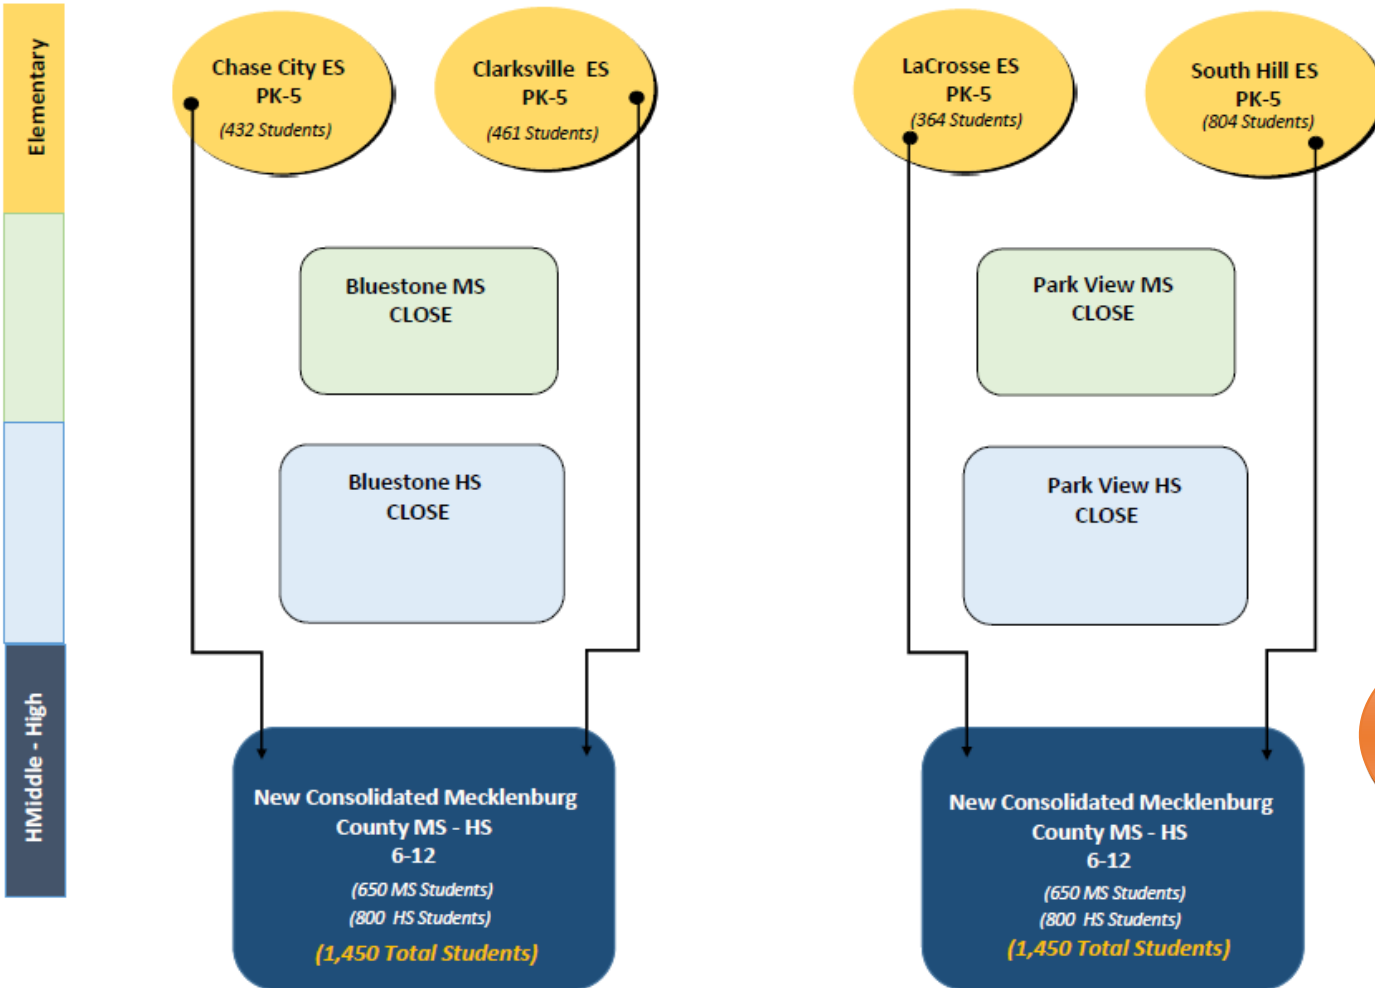 Elementary
Chase City ES
PK-5
(432 Students)
Clarksville ES
PK-5
(461 Students)
LaCrosse ES
PK-5
(364 Students)
South Hill ES
PK-5
(804 Students)
Bluestone MS
CLOSE
Park View MS
CLOSE
Bluestone HS
CLOSE
Park View HS
CLOSE
HMiddle - High
New Consolidated Mecklenburg
County MS - HS
6-12
(650 MS Students)
(800 HS Students)
(1,450 Total Students)
New Consolidated Mecklenburg
County MS - HS
6-12
(650 MS Students)
(800 HS Students)
(1,450 Total Students)